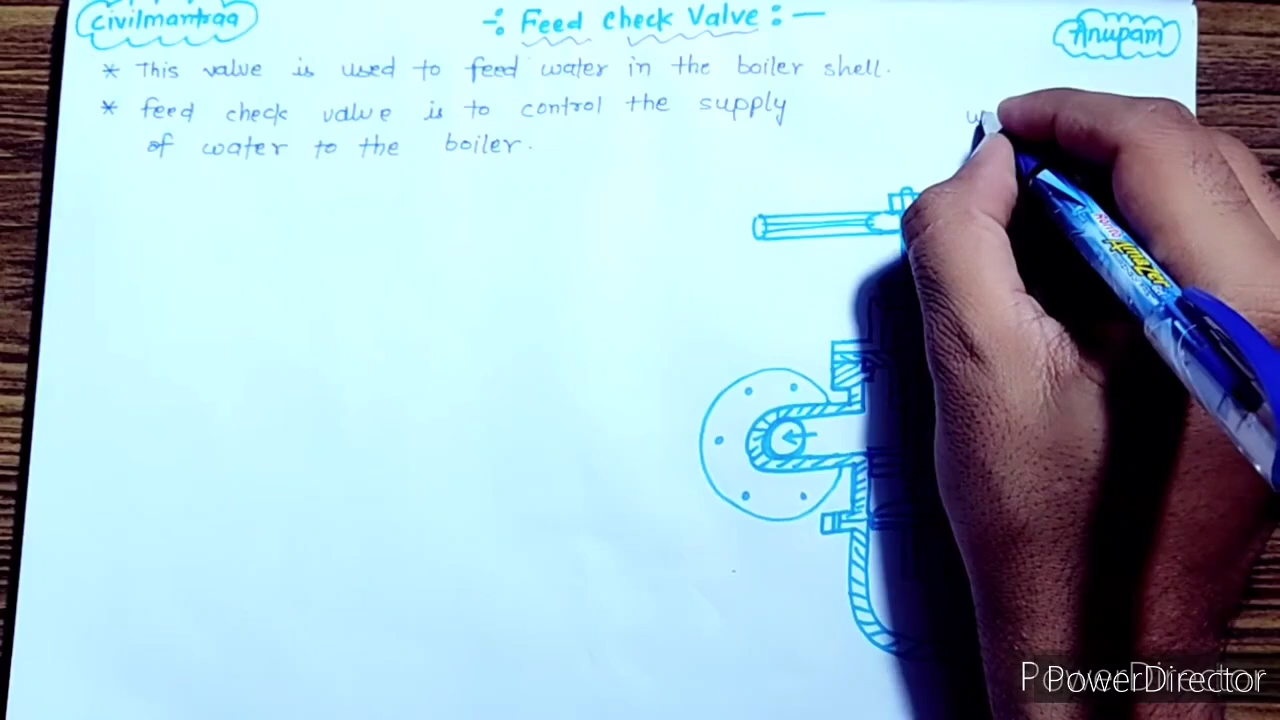 Civilmantraa
-: Feed Check Valve :-
Anupam
* This valve is used to feed water in the boiler shell.
* feed check valve is to control the supply
of water to the boiler.
PowerDirector